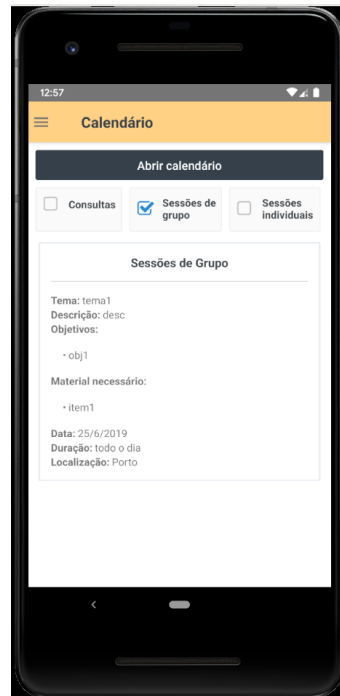 12:57
Calendário
Abrir calendário
Consultas
Sessões de
grupo
Sessões
individuais
Sessões de Grupo
Tema: tema1
Descrição: desc
Objetivos:
• obj1
Material necessário:
• item1
Data: 25/6/2019
Duração: todo o dia
Localização: Porto